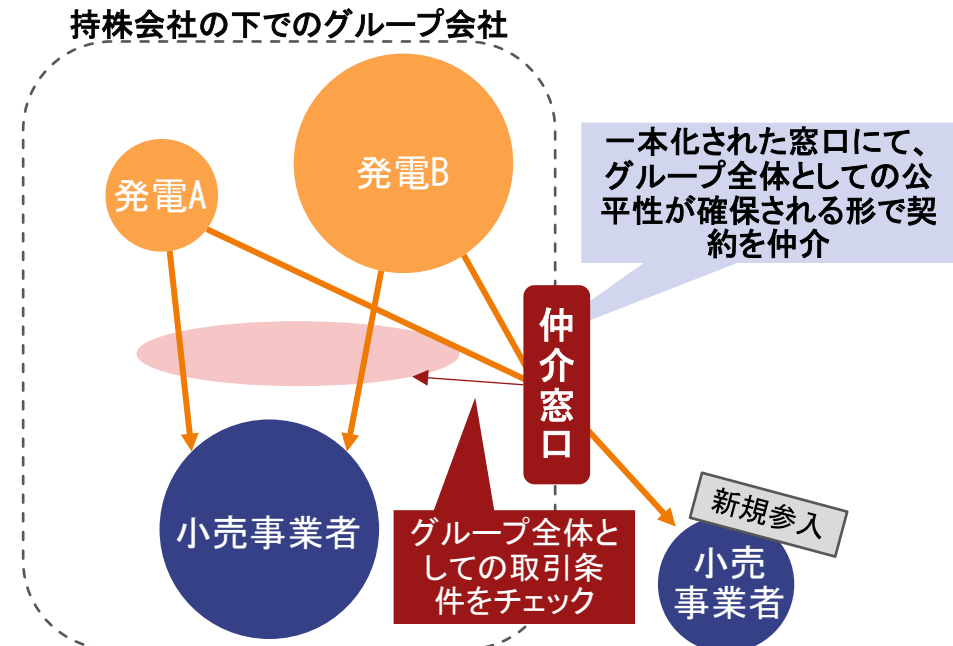 持株会社の下でのグループ会社
発電A
発電B
一本化された窓口にて、
グループ全体としての公
平性が確保される形で契
約を仲介
仲
介
窓
口
小売事業者
グループ全体と
しての取引条
件をチェック
新規参入
小売
事業者